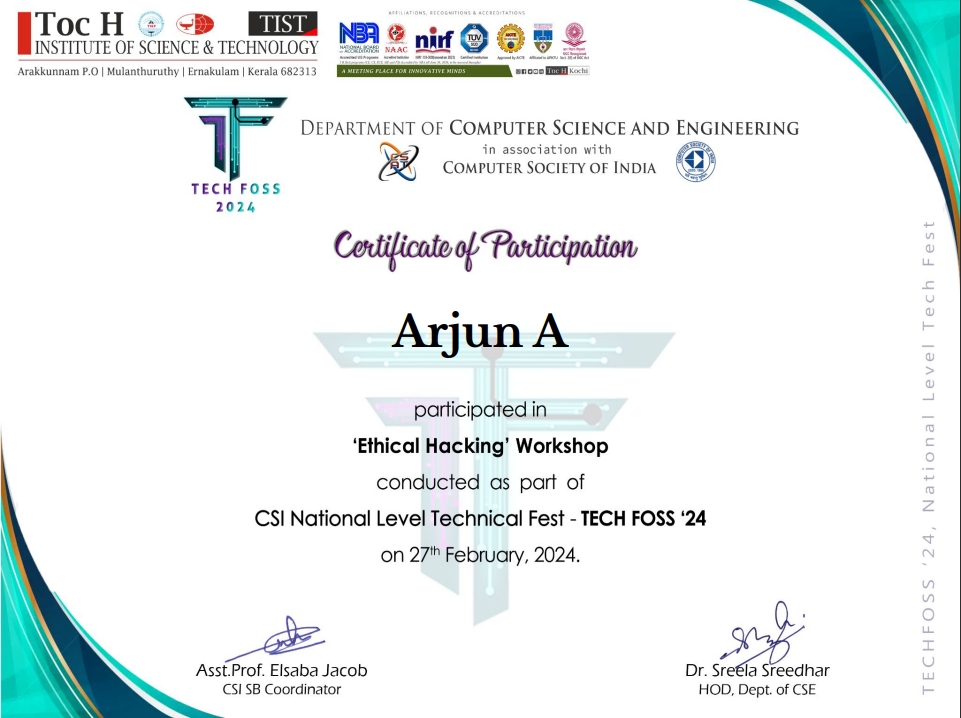 Toc H
TIST
INSTITUTE OF SCIENCE & TECHNOLOGY
Arakkunnam P.O | Mulanthuruthy | Ernakulam | Kerala 682313
AFFILIATIONS, RECOGNITIONS & ACCREDITATIONS
NBA
NATIONAL BOARD
of ACCREDITATION
NAAC
nirf
TÜV
AICTE
A MEETING PLACE FOR INNOVATIVE MINDS
Toc H Kochi
TECH FOSS
2024
DEPARTMENT OF COMPUTER SCIENCE AND ENGINEERING
in association with
COMPUTER SOCIETY OF INDIA
Certificate of Participation
Arjun A
participated in
‘Ethical Hacking’ Workshop
conducted as part of
CSI National Level Technical Fest - TECH FOSS ‘24
on 27th February, 2024.
Asst.Prof. Elsaba Jacob
CSI SB Coordinator
Dr. Sreela Sreedhar
HOD, Dept. of CSE
TECHFOSS ‘24, National Level Tech Fest